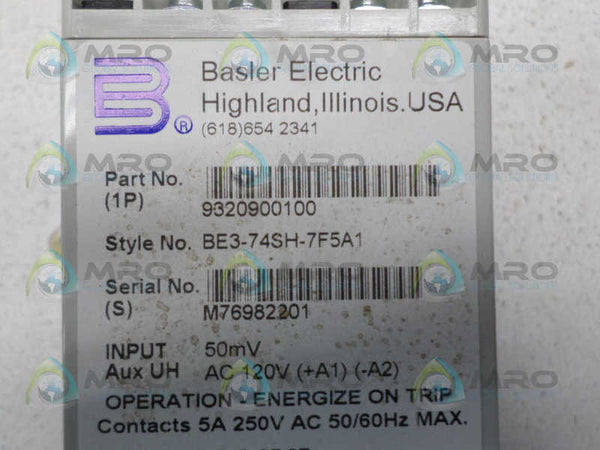 Basler Electric
Highland,Illinois.USA
(618)654 2341
Part No.
(1P)
9320900100
Style No. BE3-74SH-7F5A1
Serial No.
(S)
M76982201
INPUT 50mV
Aux UH AC 120V (+A1) (-A2)
OPERATION - ENERGIZE ON TRIP
Contacts 5A 250V AC 50/60Hz MAX.
MRO